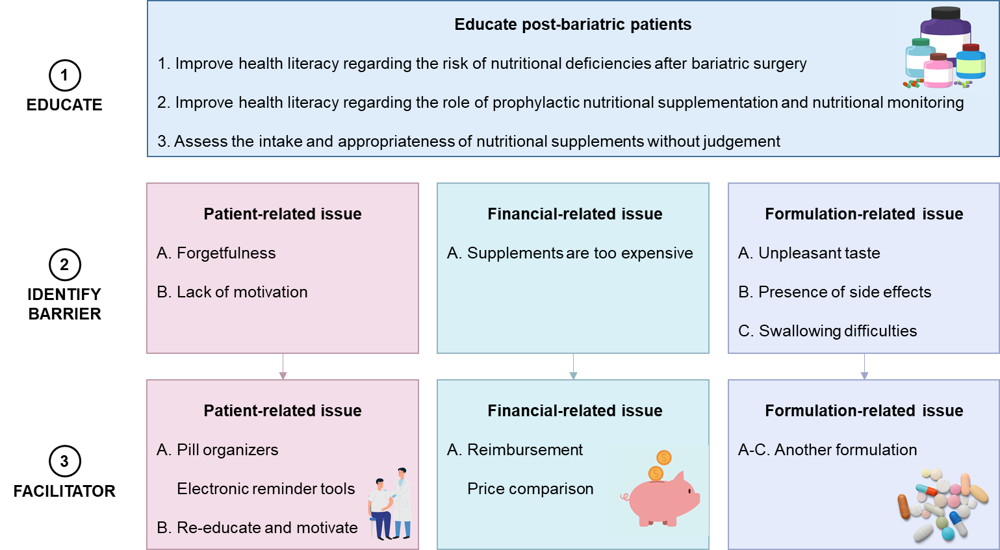 1
EDUCATE
Educate post-bariatric patients
1. Improve health literacy regarding the risk of nutritional deficiencies after bariatric surgery
2. Improve health literacy regarding the role of prophylactic nutritional supplementation and nutritional monitoring
3. Assess the intake and appropriateness of nutritional supplements without judgement
2
IDENTIFY
BARRIER
Patient-related issue
A. Forgetfulness
B. Lack of motivation
Financial-related issue
A. Supplements are too expensive
Formulation-related issue
A. Unpleasant taste
B. Presence of side effects
C. Swallowing difficulties
3
FACILITATOR
Patient-related issue
A. Pill organizers
Electronic reminder tools
B. Re-educate and motivate
Financial-related issue
A. Reimbursement
Price comparison
$
$
Formulation-related issue
A-C. Another formulation